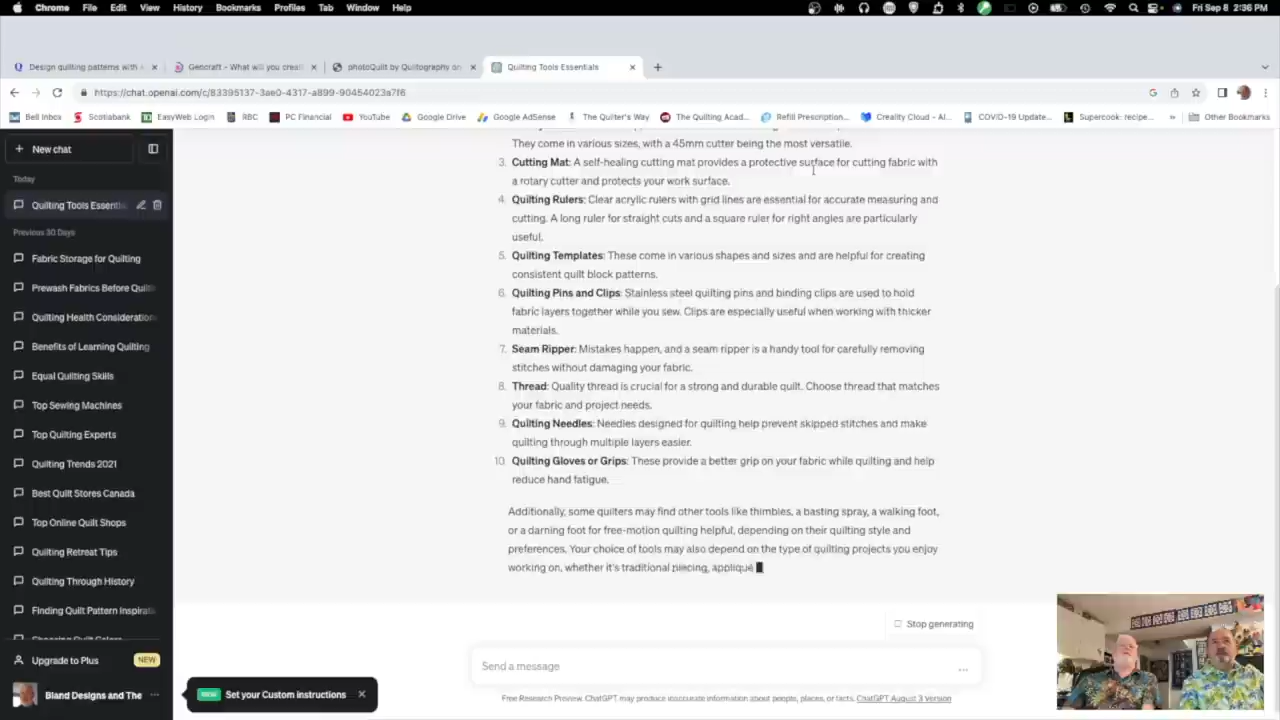 Chrome File Edit View History Bookmarks Profiles Tab Window Help Fri Sep 8 2:36 PM
Design quilting patterns with Gencraft - What will you creat photoQuilt by Quiltography on Quilting Tools Essentials
https://chat.openai.com/c/83395137-3ae0-4317-a899-90454023a7f6
Bell Inbox Scotiabank EasyWeb Login RBC PC Financial YouTube Google Drive Google AdSense The Quilter's Way The Quilting Acad... Refill Prescription... Creality Cloud - Al... COVID-19 Update... Supercook: recipe... » Other Bookmarks
New chat
Today
Quilting Tools Essenti
Previous 30 Days
Fabric Storage for Quilting
Prewash Fabrics Before Quilti
Quilting Health Consideration
Benefits of Learning Quilting
Equal Quilting Skills
Top Sewing Machines
Top Quilting Experts
Quilting Trends 2021
Best Quilt Stores Canada
Top Online Quilt Shops
Quilting Retreat Tips
Quilting Through History
Finding Quilt Pattern Inspirati
Choosing Quilt Colors
Upgrade to Plus NEW
Bland Designs and The ...
They come in various sizes, with a 45mm cutter being the most versatile.
3. Cutting Mat: A self-healing cutting mat provides a protective surface for cutting fabric with
a rotary cutter and protects your work surface.
4. Quilting Rulers: Clear acrylic rulers with grid lines are essential for accurate measuring and
cutting. A long ruler for straight cuts and a square ruler for right angles are particularly
useful.
5. Quilting Templates: These come in various shapes and sizes and are helpful for creating
consistent quilt block patterns.
6. Quilting Pins and Clips: Stainless steel quilting pins and binding clips are used to hold
fabric layers together while you sew. Clips are especially useful when working with thicker
materials.
7. Seam Ripper: Mistakes happen, and a seam ripper is a handy tool for carefully removing
stitches without damaging your fabric.
8. Thread: Quality thread is crucial for a strong and durable quilt. Choose thread that matches
your fabric and project needs.
9. Quilting Needles: Needles designed for quilting help prevent skipped stitches and make
quilting through multiple layers easier.
10. Quilting Gloves or Grips: These provide a better grip on your fabric while quilting and help
reduce hand fatigue.
Additionally, some quilters may find other tools like thimbles, a basting spray, a walking foot,
or a darning foot for free-motion quilting helpful, depending on their quilting style and
preferences. Your choice of tools may also depend on the type of quilting projects you enjoy
working on, whether it's traditional piecing, appliqué
Stop generating
Send a message
NEW Set your Custom instructions
Free Research Preview. ChatGPT may produce inaccurate information about people, places, or facts. ChatGPT August 3 Version